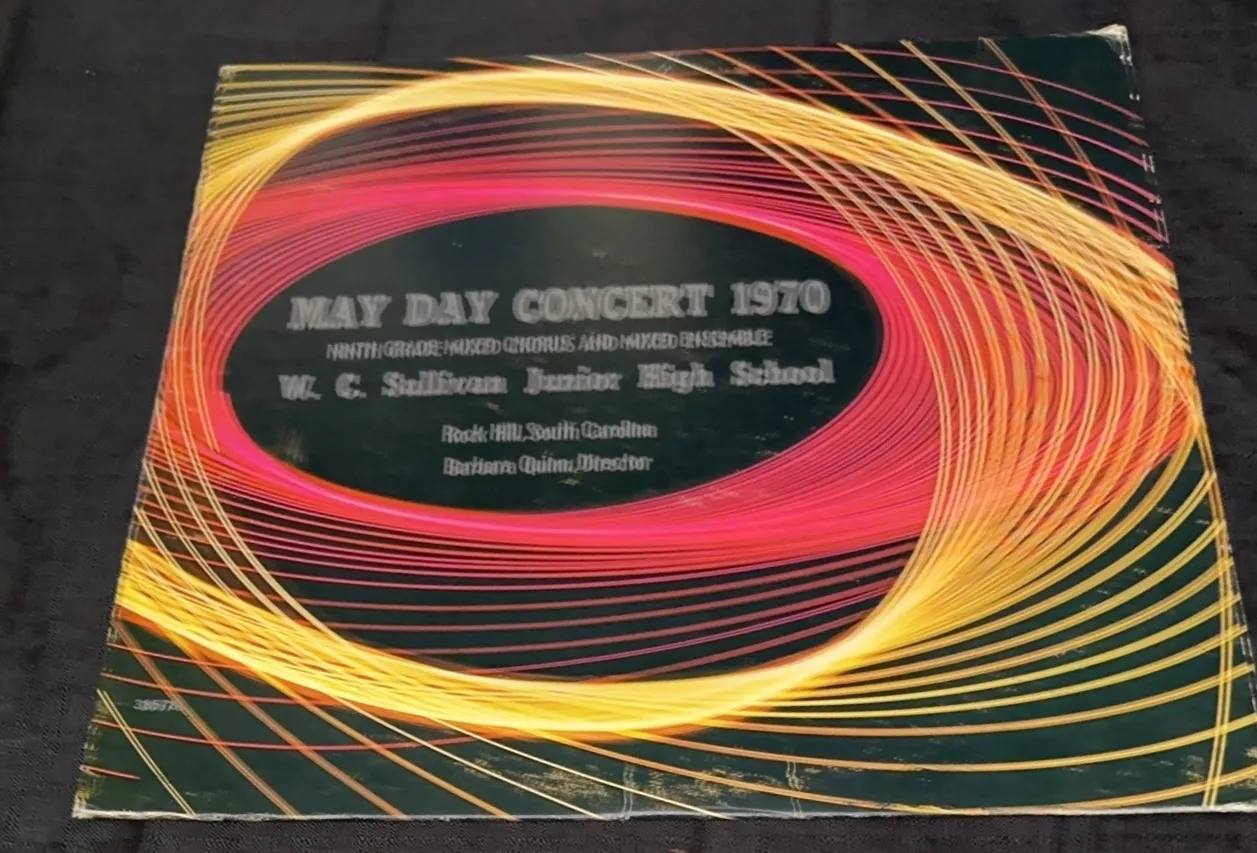 MAY DAY CONCERT 1970
NINTH GRADE MIXED CHORUS AND MIXED ENSEMBLE
W. C. Sullivan Junior High School
Rock Hill, South Carolina
Barbara Quinn, Director